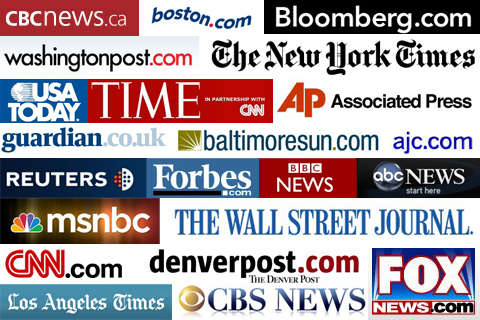 CBCnews.ca
boston.com
Bloomberg.com
washingtonpost.com
The New York Times
USA TODAY.
TIME
IN PARTNERSHIP WITH CNN
AP Associated Press
guardian.co.uk
baltimoresun.com
ajc.com
REUTERS
Forbes
.com
BBC
NEWS
abc NEWS
start here
msnbc
THE WALL STREET JOURNAL.
CNN.com
denverpost.com
THE DENVER POST
FOX
NEWS.com
Los Angeles Times
CBS NEWS